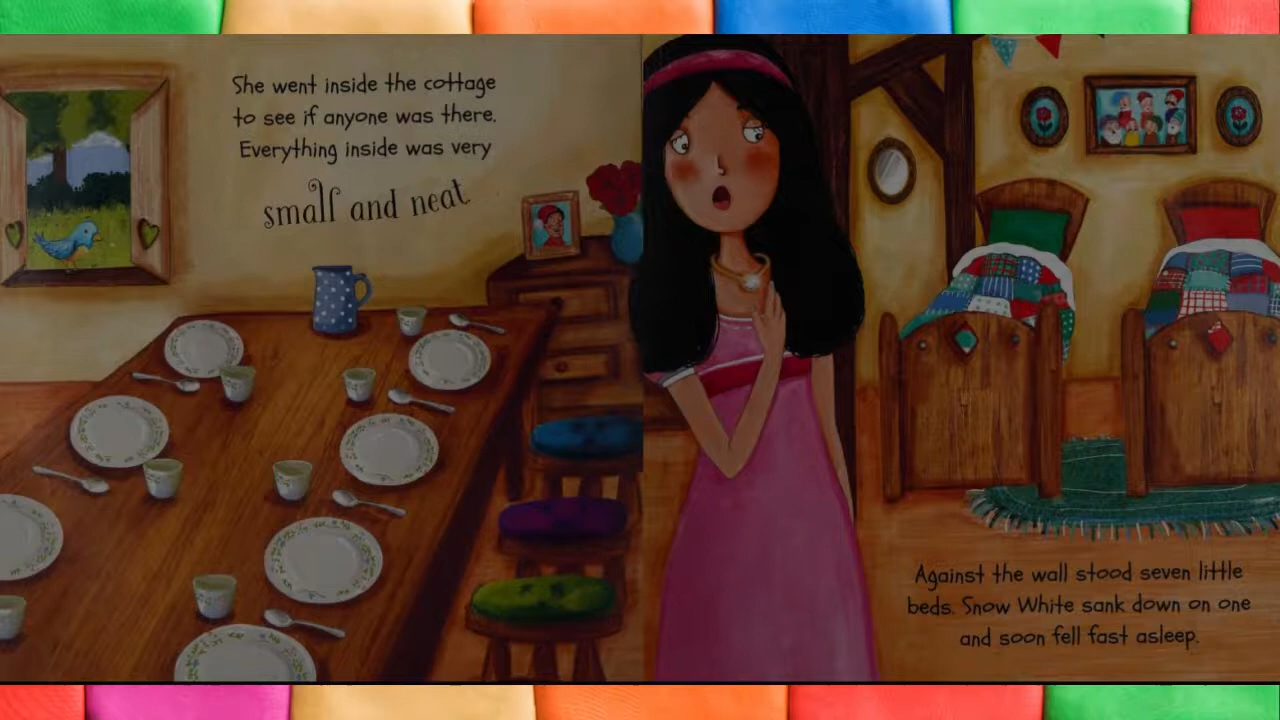 She went inside the cottage
to see if anyone was there.
Everything inside was very
small and neat
Against the wall stood seven little
beds. Snow White sank down on one
and soon fell fast asleep.